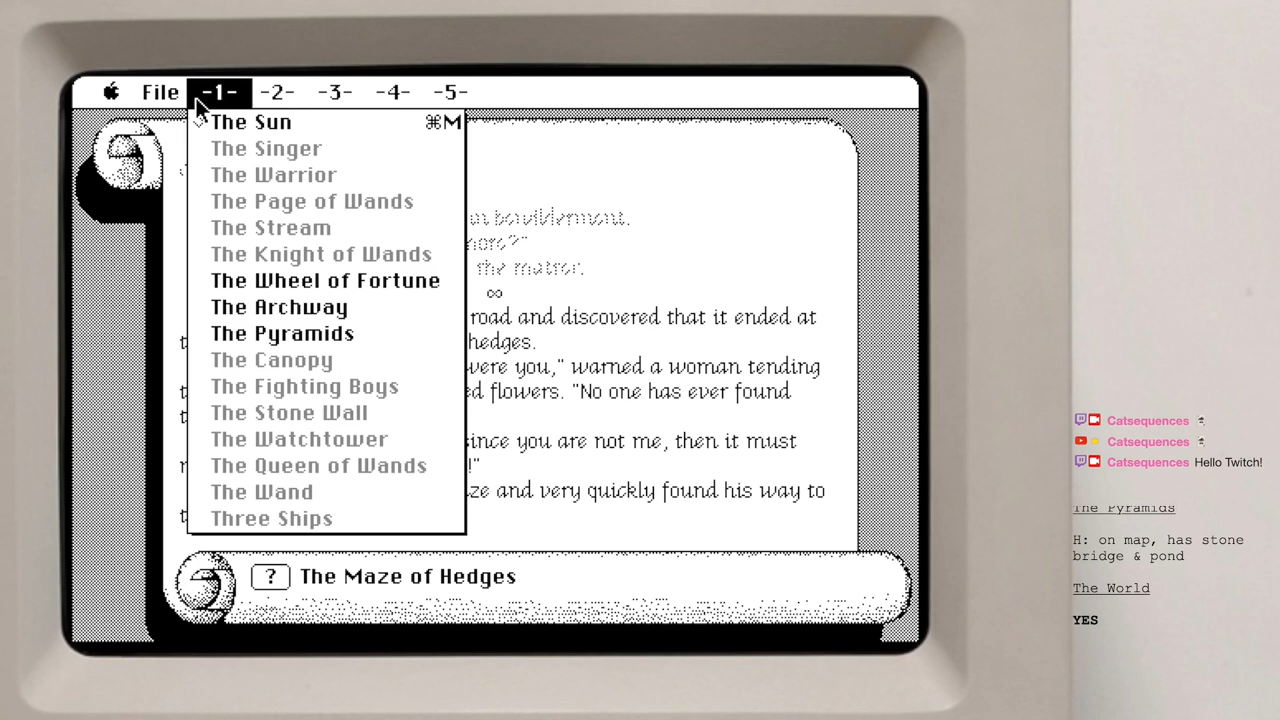 File -1- -2- -3- -4- -5-
The Sun ⌘M
The Singer
The Warrior
The Page of Wands
The Stream
The Knight of Wands
The Wheel of Fortune
The Archway
The Pyramids
The Canopy
The Fighting Boys
The Stone Wall
The Watchtower
The Queen of Wands
The Wand
Three Ships
in bewilderment.
more?"
the matter.
∞
road and discovered that it ended at
hedges.
were you," warned a woman tending
ed flowers. "No one has ever found
since you are not me, then it must
!"
ze and very quickly found his way to
? The Maze of Hedges
Catsequences
Catsequences
Catsequences Hello Twitch!
The Pyramids
H: on map, has stone
bridge & pond
The World
YES